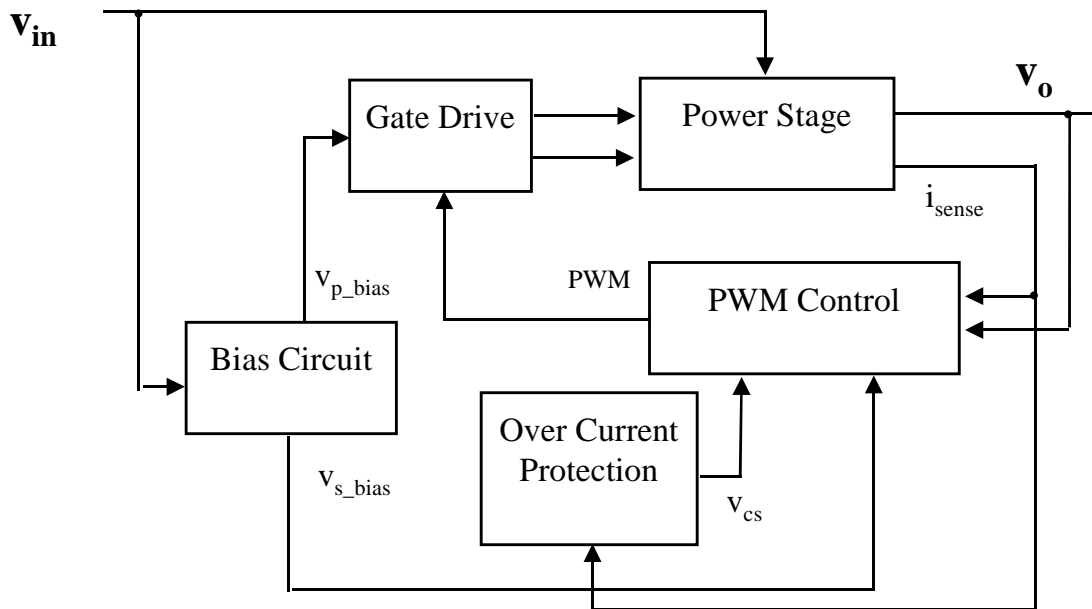 v_in
v_o
Gate Drive
Power Stage
i_sense
v_p_bias
PWM
PWM Control
Bias Circuit
Over Current
Protection
v_s_bias
v_cs